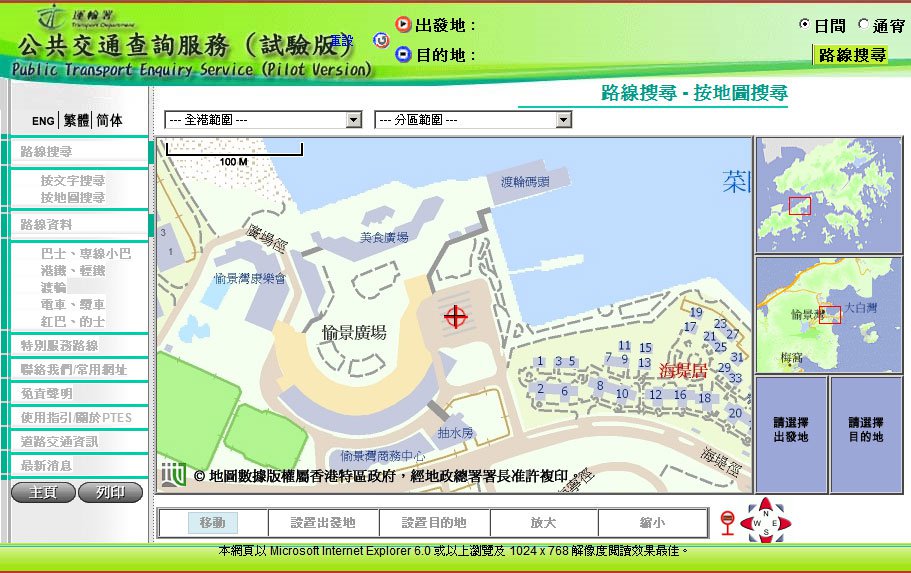 運輸署
Transport Department
公共交通查詢服務（試驗版）
Public Transport Enquiry Service (Pilot Version)
重設
出發地 :
目的地 :
日間 通宵
路線搜尋
路線搜尋 - 按地圖搜尋
ENG 繁體 简体
--- 全港範圍 ---
--- 分區範圍 ---
路線搜尋
按文字搜尋
按地圖搜尋
路線資料
巴士、專線小巴
港鐵、輕鐵
渡輪
電車、纜車
紅巴、的士
特別服務路線
聯絡我們/常用網址
免責聲明
使用指引/關於PTES
道路交通資訊
最新消息
主頁 列印
100 M
渡輪碼頭
美食廣場
廣場徑
愉景灣康樂會
愉景廣場
3
1
19
17
23
21
27
25
31
29
33
11
15
7
9
13
1
3
5
2
6
8
10
12
16
18
20
海堤居
抽水房
愉景灣商務中心
海堤徑
© 地圖數據版權屬香港特區政府，經地政總署署長准許複印。
愉景灣
大白灣
梅窩
請選擇
出發地
請選擇
目的地
移動 設置出發地 設置目的地 放大 縮小
N
W E
S
本網頁以 Microsoft Internet Explorer 6.0 或以上瀏覽及 1024 x 768 解像度閱讀效果最佳。